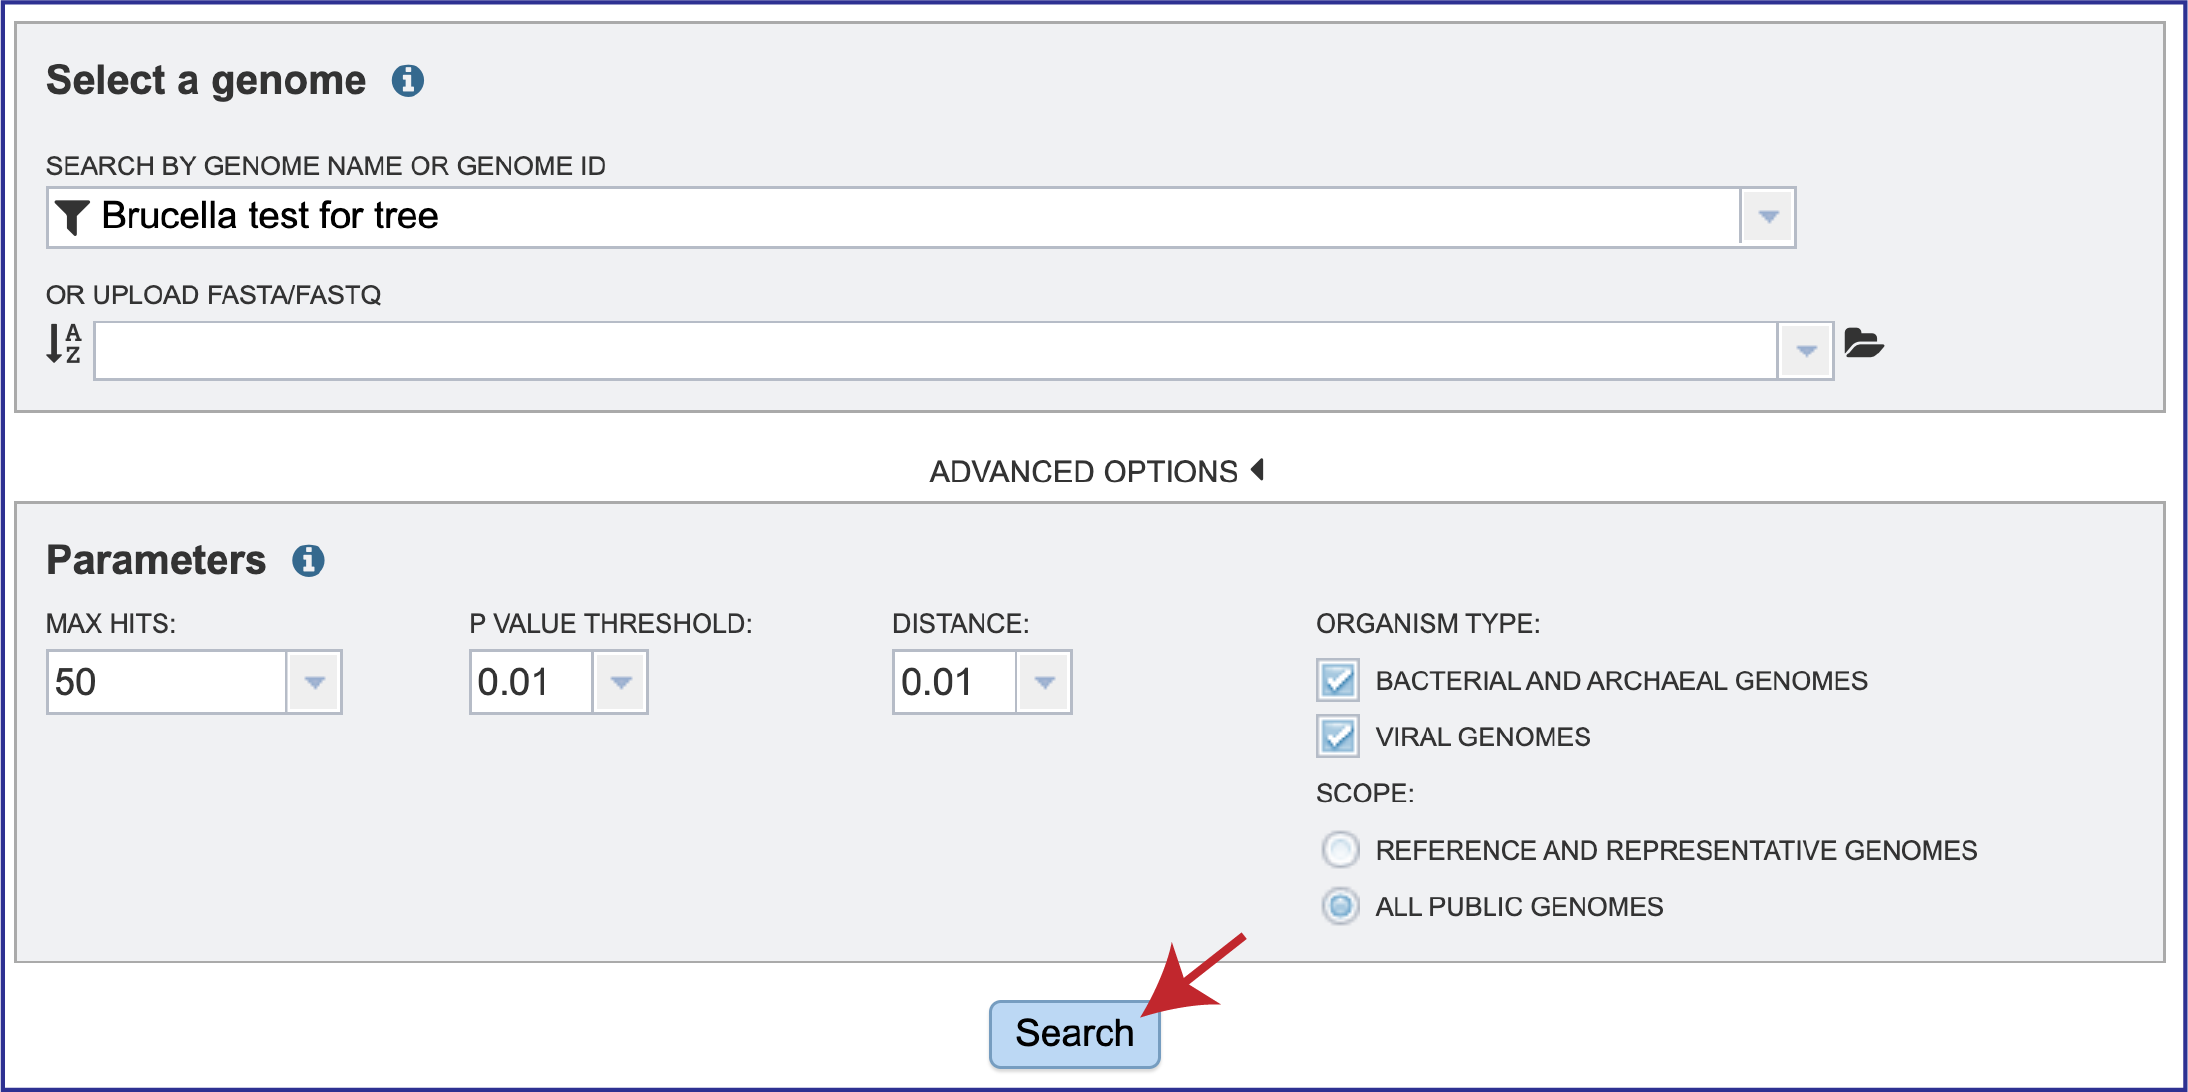 Select a genome
SEARCH BY GENOME NAME OR GENOME ID
Brucella test for tree
OR UPLOAD FASTA/FASTQ
A
Z
ADVANCED OPTIONS
Parameters
MAX HITS: P VALUE THRESHOLD: DISTANCE: ORGANISM TYPE:
50 0.01 0.01
BACTERIAL AND ARCHAEAL GENOMES
VIRAL GENOMES
SCOPE:
REFERENCE AND REPRESENTATIVE GENOMES
ALL PUBLIC GENOMES
Search